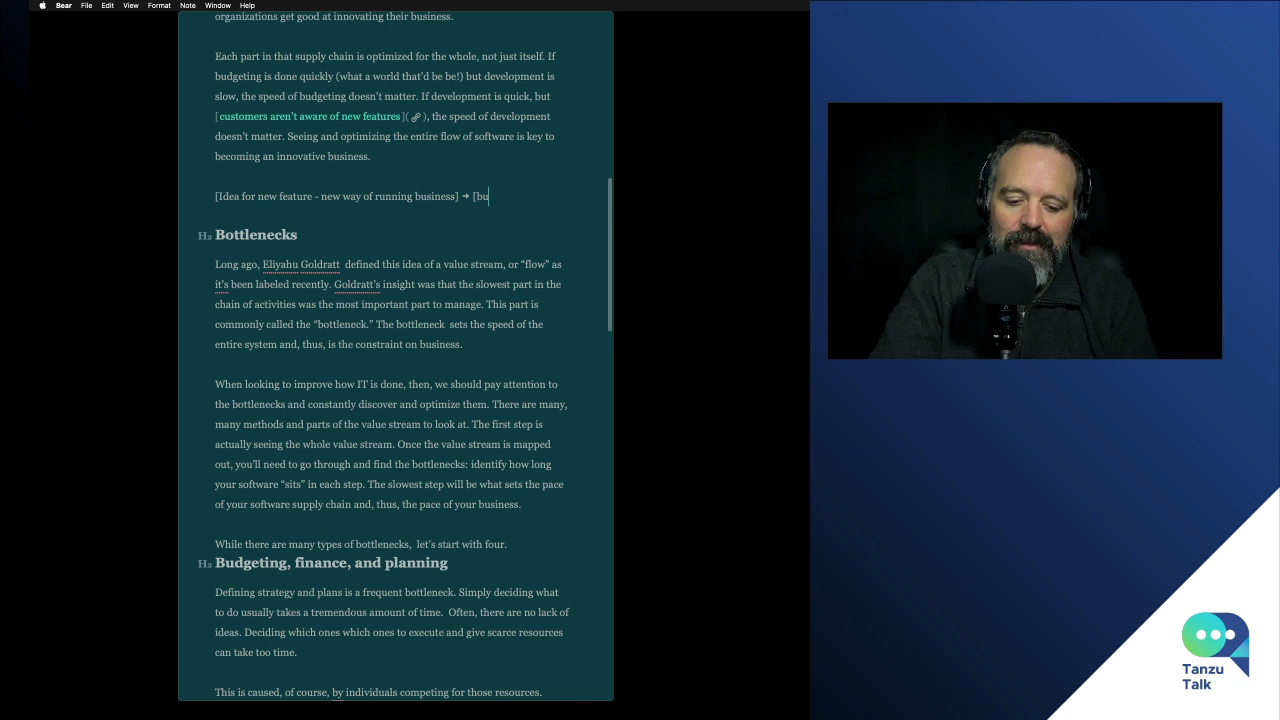 Bear File Edit View Format Note Window Help
organizations get good at innovating their business.
Each part in that supply chain is optimized for the whole, not just itself. If
budgeting is done quickly (what a world that'd be be!) but development is
slow, the speed of budgeting doesn't matter. If development is quick, but
[customers aren't aware of new features](), the speed of development
doesn't matter. Seeing and optimizing the entire flow of software is key to
becoming an innovative business.
[Idea for new feature - new way of running business] → [bu
H2 Bottlenecks
Long ago, Eliyahu Goldratt  defined this idea of a value stream, or “flow” as
it's been labeled recently. Goldratt's insight was that the slowest part in the
chain of activities was the most important part to manage. This part is
commonly called the “bottleneck.” The bottleneck  sets the speed of the
entire system and, thus, is the constraint on business.
When looking to improve how IT is done, then, we should pay attention to
the bottlenecks and constantly discover and optimize them. There are many,
many methods and parts of the value stream to look at. The first step is
actually seeing the whole value stream. Once the value stream is mapped
out, you'll need to go through and find the bottlenecks: identify how long
your software “sits” in each step. The slowest step will be what sets the pace
of your software supply chain and, thus, the pace of your business.
While there are many types of bottlenecks,  let's start with four.
H2 Budgeting, finance, and planning
Defining strategy and plans is a frequent bottleneck. Simply deciding what
to do usually takes a tremendous amount of time.  Often, there are no lack of
ideas. Deciding which ones which ones to execute and give scarce resources
can take too time.
This is caused, of course, by individuals competing for those resources.
Tanzu
Talk